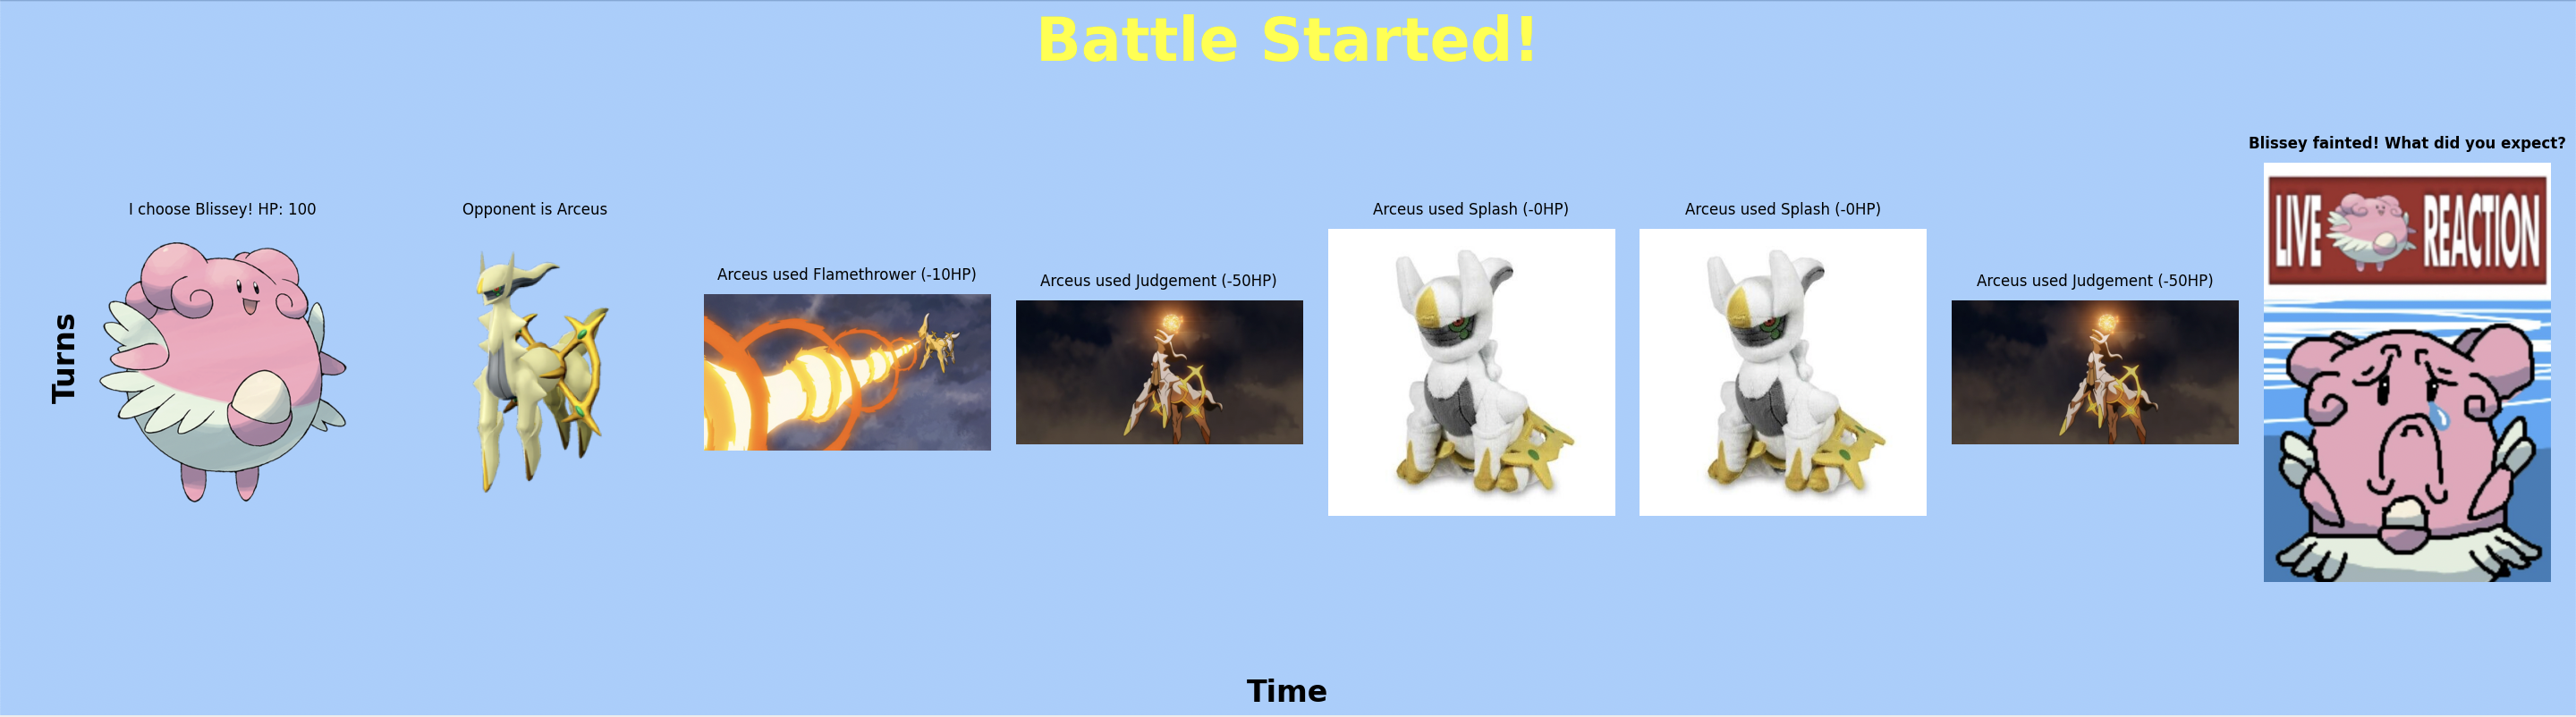 Battle Started!
Blissey fainted! What did you expect?
I choose Blissey! HP: 100
Opponent is Arceus
Arceus used Flamethrower (-10HP)
Arceus used Judgement (-50HP)
Arceus used Splash (-0HP)
Arceus used Splash (-0HP)
Arceus used Judgement (-50HP)
LIVE REACTION
Turns
Time